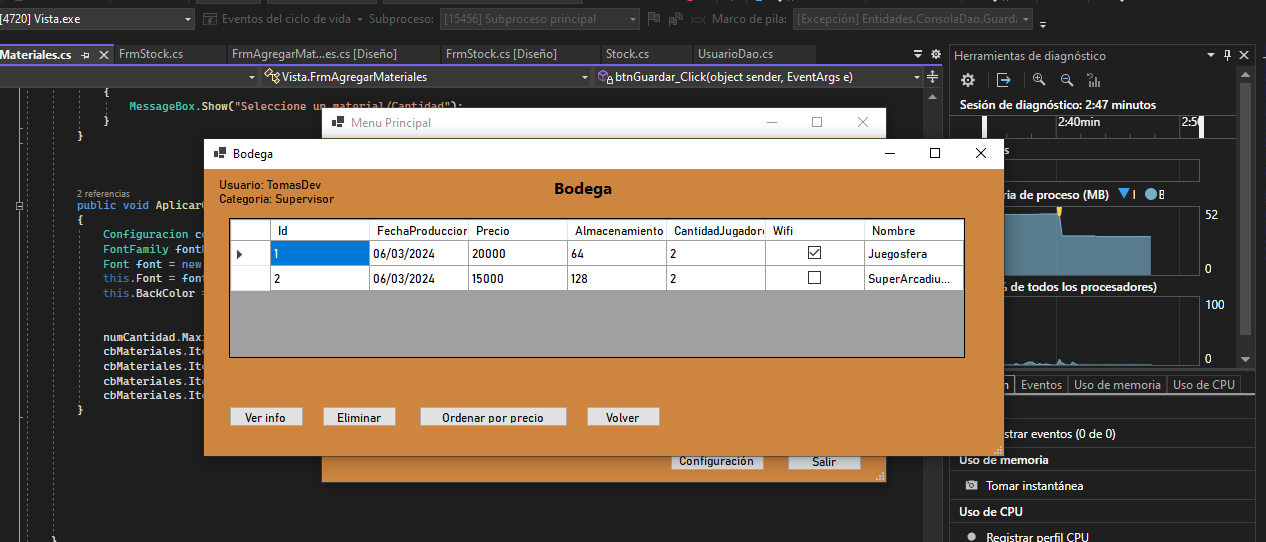 [4720] Vista.exe
Eventos del ciclo de vida
Subproceso:
[15456] Subproceso principal
Marco de pila:
[Excepción] Entidades.ConsolaDao.Guarda
Materiales.cs
FrmStock.cs
FrmAgregarMat...es.cs [Diseño]
FrmStock.cs [Diseño]
Stock.cs
UsuarioDao.cs
Herramientas de diagnóstico
Vista.FrmAgregarMateriales
btnGuardar_Click(object sender, EventArgs e)
{
MessageBox.Show("Seleccione un material/Cantidad");
}
}
Sesión de diagnóstico: 2:47 minutos
2:40min
2:50
Menu Principal
Bodega
Usuario: TomasDev
Categoria: Supervisor
Bodega
Id
FechaProduccion
Precio
Almacenamiento
CantidadJugadore
Wifi
Nombre
1
06/03/2024
20000
64
2
Juegosfera
2
06/03/2024
15000
128
2
SuperArcadiu...
Ver info
Eliminar
Ordenar por precio
Volver
Configuración
Salir
2 referencias
public void Aplicar
{
Configuracion co
FontFamily font
Font font = new
this.Font = font
this.BackColor =
numCantidad.Maxi
cbMateriales.Ite
cbMateriales.Ite
cbMateriales.Ite
cbMateriales.Ite
}
}
s
ria de proceso (MB)
I
B
52
0
% de todos los procesadores)
100
0
n
Eventos
Uso de memoria
Uso de CPU
strar eventos (0 de 0)
Uso de memoria
Tomar instantánea
Uso de CPU
Registrar perfil CPU